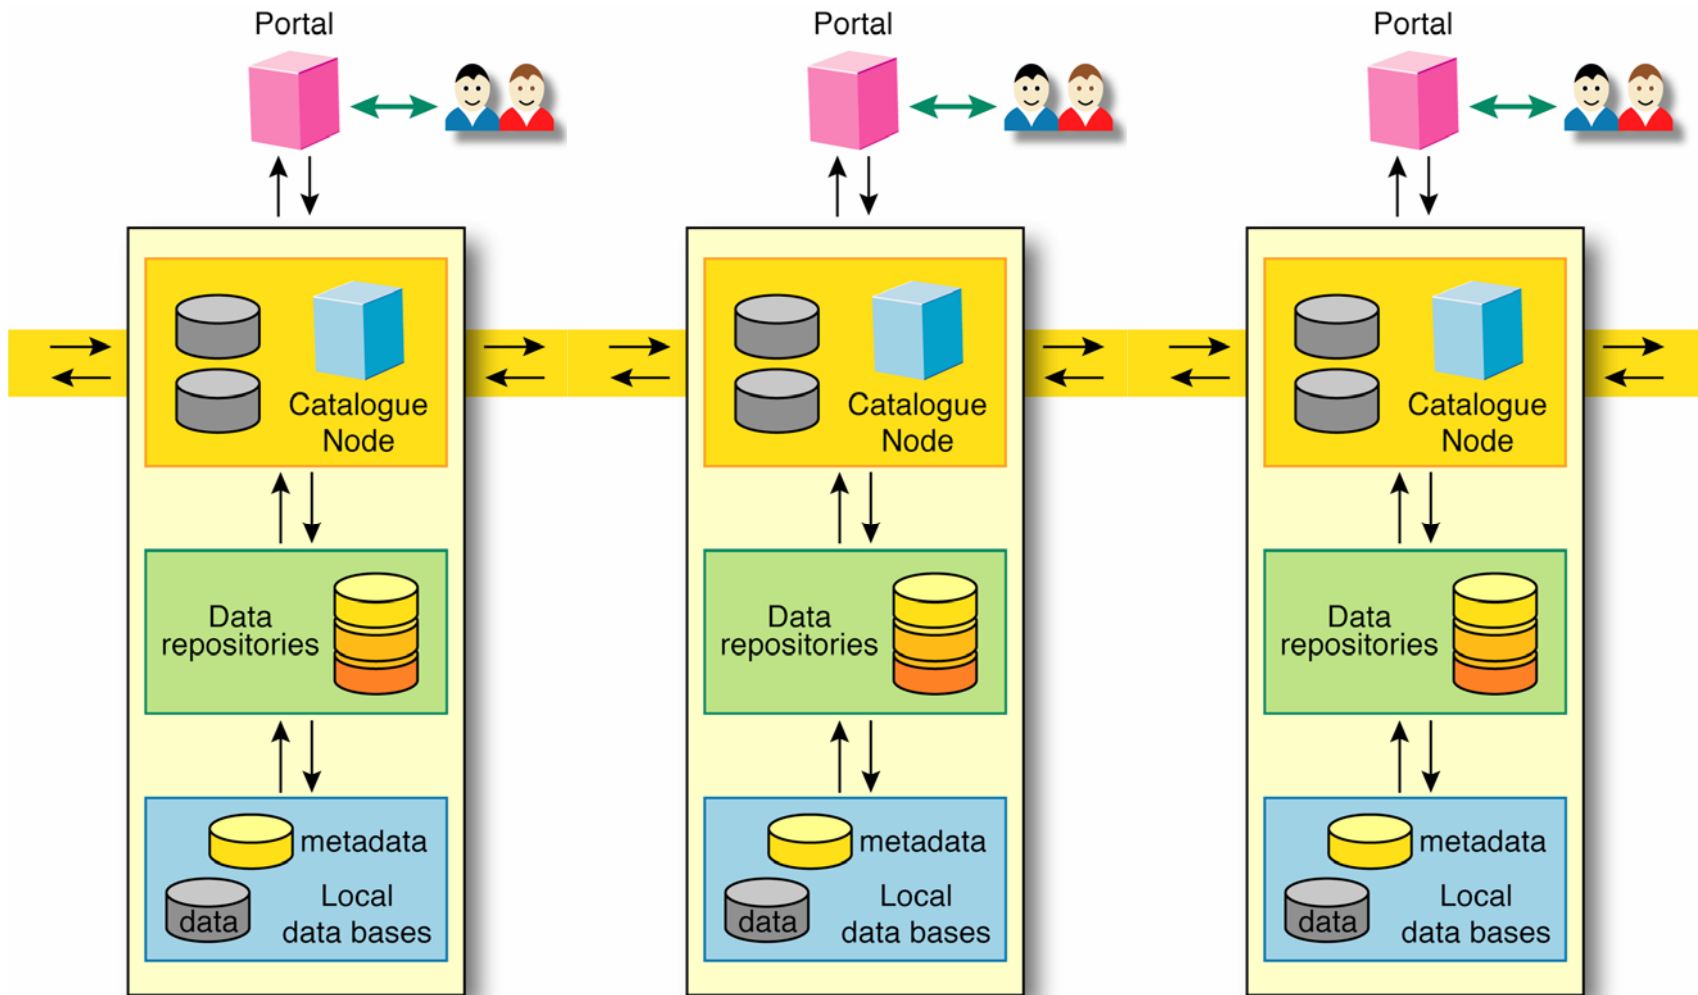 Portal
Portal
Portal
Catalogue
Node
Catalogue
Node
Catalogue
Node
Data
repositories
Data
repositories
Data
repositories
metadata
data
Local
data bases
metadata
data
Local
data bases
metadata
data
Local
data bases